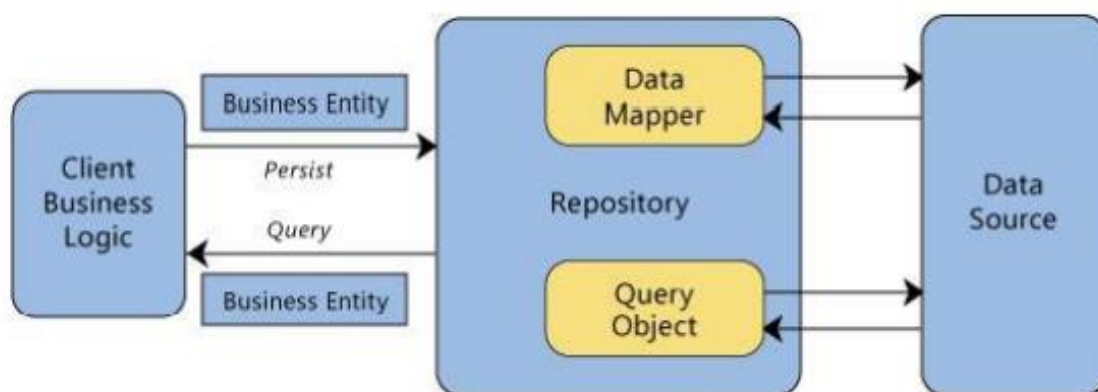 Business Entity
Persist
Client
Business
Logic
Query
Business Entity
Data
Mapper
Repository
Query
Object
Data
Source